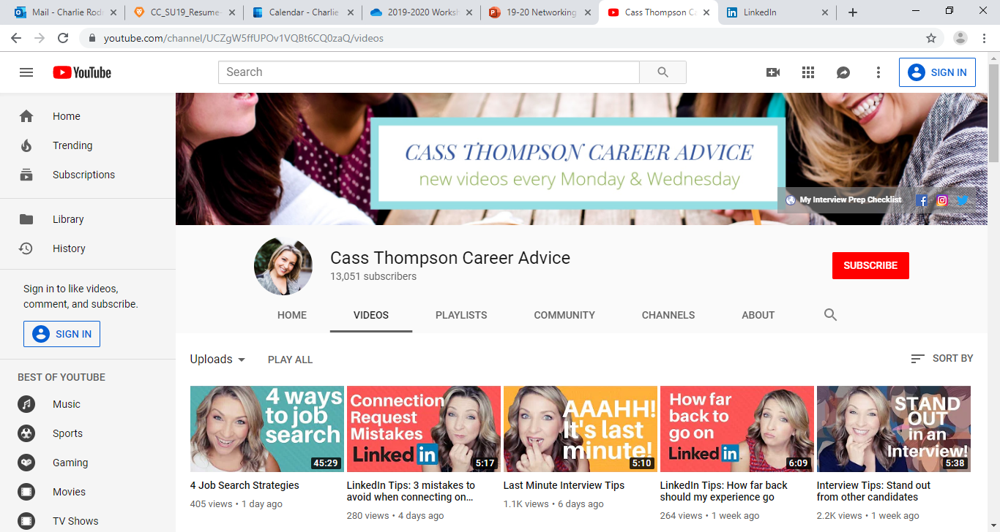 Mail - Charlie Rodr
CC_SU19_Resume-
Calendar - Charlie
2019-2020 Worksh
19-20 Networking
Cass Thompson Ca
LinkedIn
youtube.com/channel/UCZgW5ffUPOv1VQBt6CQ0zaQ/videos
YouTube
Search
SIGN IN
Home
Trending
Subscriptions
Library
History
Sign in to like videos,
comment, and subscribe.
SIGN IN
BEST OF YOUTUBE
Music
Sports
Gaming
Movies
TV Shows
CASS THOMPSON CAREER ADVICE
new videos every Monday & Wednesday
My Interview Prep Checklist
Cass Thompson Career Advice
13,051 subscribers
SUBSCRIBE
HOME
VIDEOS
PLAYLISTS
COMMUNITY
CHANNELS
ABOUT
Uploads
PLAY ALL
SORT BY
4 ways
to job
search
45:29
4 Job Search Strategies
405 views • 1 day ago
Connection
Request
Mistakes
Linked in
5:17
LinkedIn Tips: 3 mistakes to
avoid when connecting on…
280 views • 4 days ago
AAAHH!
It's last
minute!
5:10
Last Minute Interview Tips
1.1K views • 6 days ago
How far
back to
go on
Linked in
6:09
LinkedIn Tips: How far back
should my experience go
264 views • 1 week ago
STAND
OUT
in an
Interview!
5:38
Interview Tips: Stand out
from other candidates
2.2K views • 1 week ago